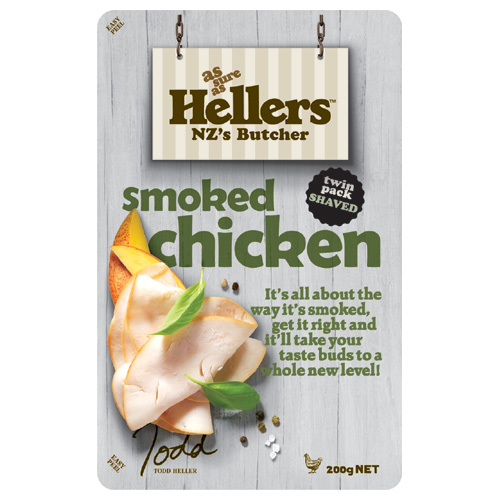 EASY
PEEL
as
sure
as
Hellers™
NZ's Butcher
smoked
chicken
twin
pack
SHAVED
It's all about the
way it's smoked,
get it right and
it'll take your
taste buds to a
whole new level!
Todd
TODD HELLER
EASY
PEEL
200g NET